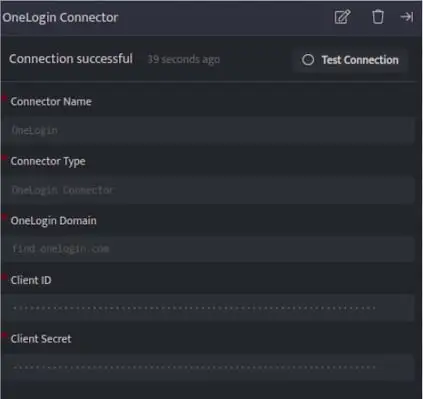 OneLogin Connector
Connection successful 39 seconds ago Test Connection
* Connector Name
OneLogin
* Connector Type
OneLogin Connector
* OneLogin Domain
find.onelogin.com
* Client ID
* Client Secret